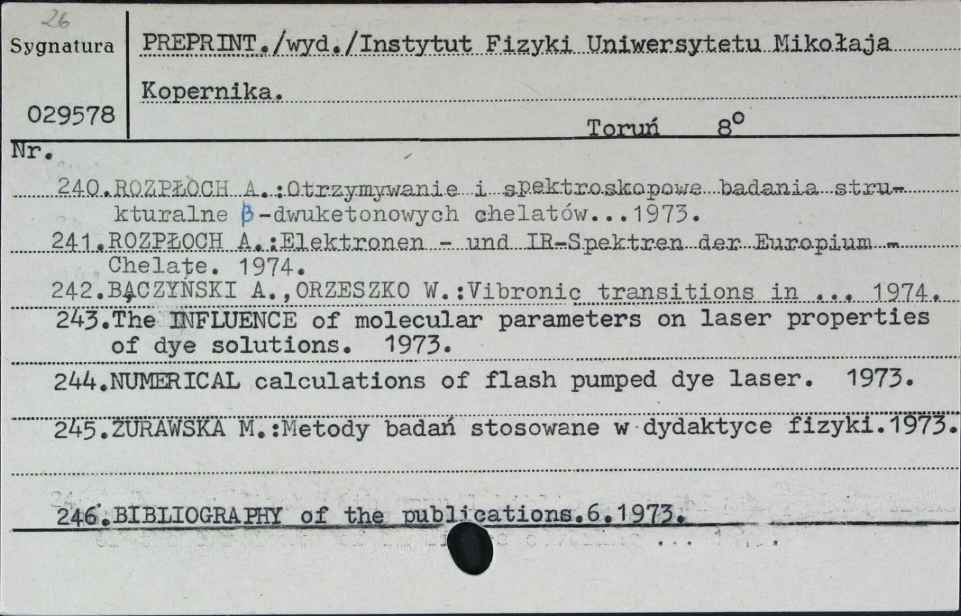 26
Sygnatura
029578
PREPRINT./wyd./Instytut Fizyki Uniwersytetu Mikołaja
Kopernika.
Toruń 8°
Nr.
240.ROZPŁOCH A.:Otrzymywanie i spektroskopowe badania stru-
kturalne β-dwuketonowych chelatów...1973.
241.ROZPŁOCH A.:Elektronen - und IR-Spektren der Europium -
Chelate. 1974.
242.BĄCZYŃSKI A.,ORZESZKO W.:Vibronic transitions in ... 1974.
243.The INFLUENCE of molecular parameters on laser properties
of dye solutions. 1973.
244.NUMERICAL calculations of flash pumped dye laser. 1973.
245.ŻURAWSKA M.:Metody badań stosowane w dydaktyce fizyki.1973.
246.BIBLIOGRAPHY of the publications.6.1973.